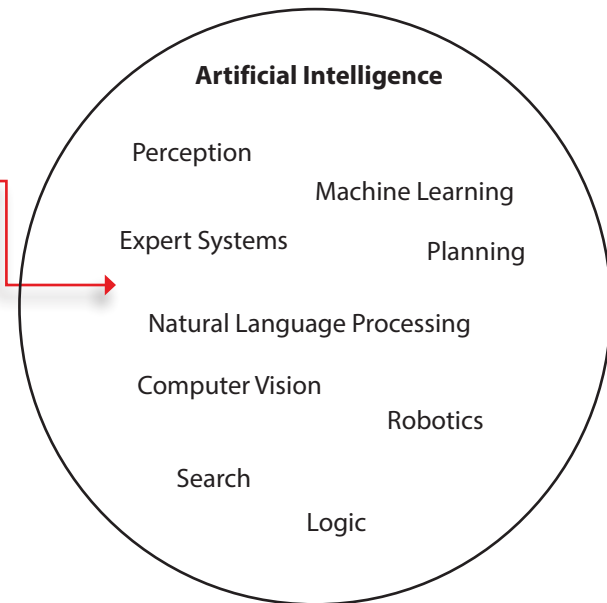 Artificial Intelligence
Perception
Machine Learning
Expert Systems
Planning
Natural Language Processing
Computer Vision
Robotics
Search
Logic